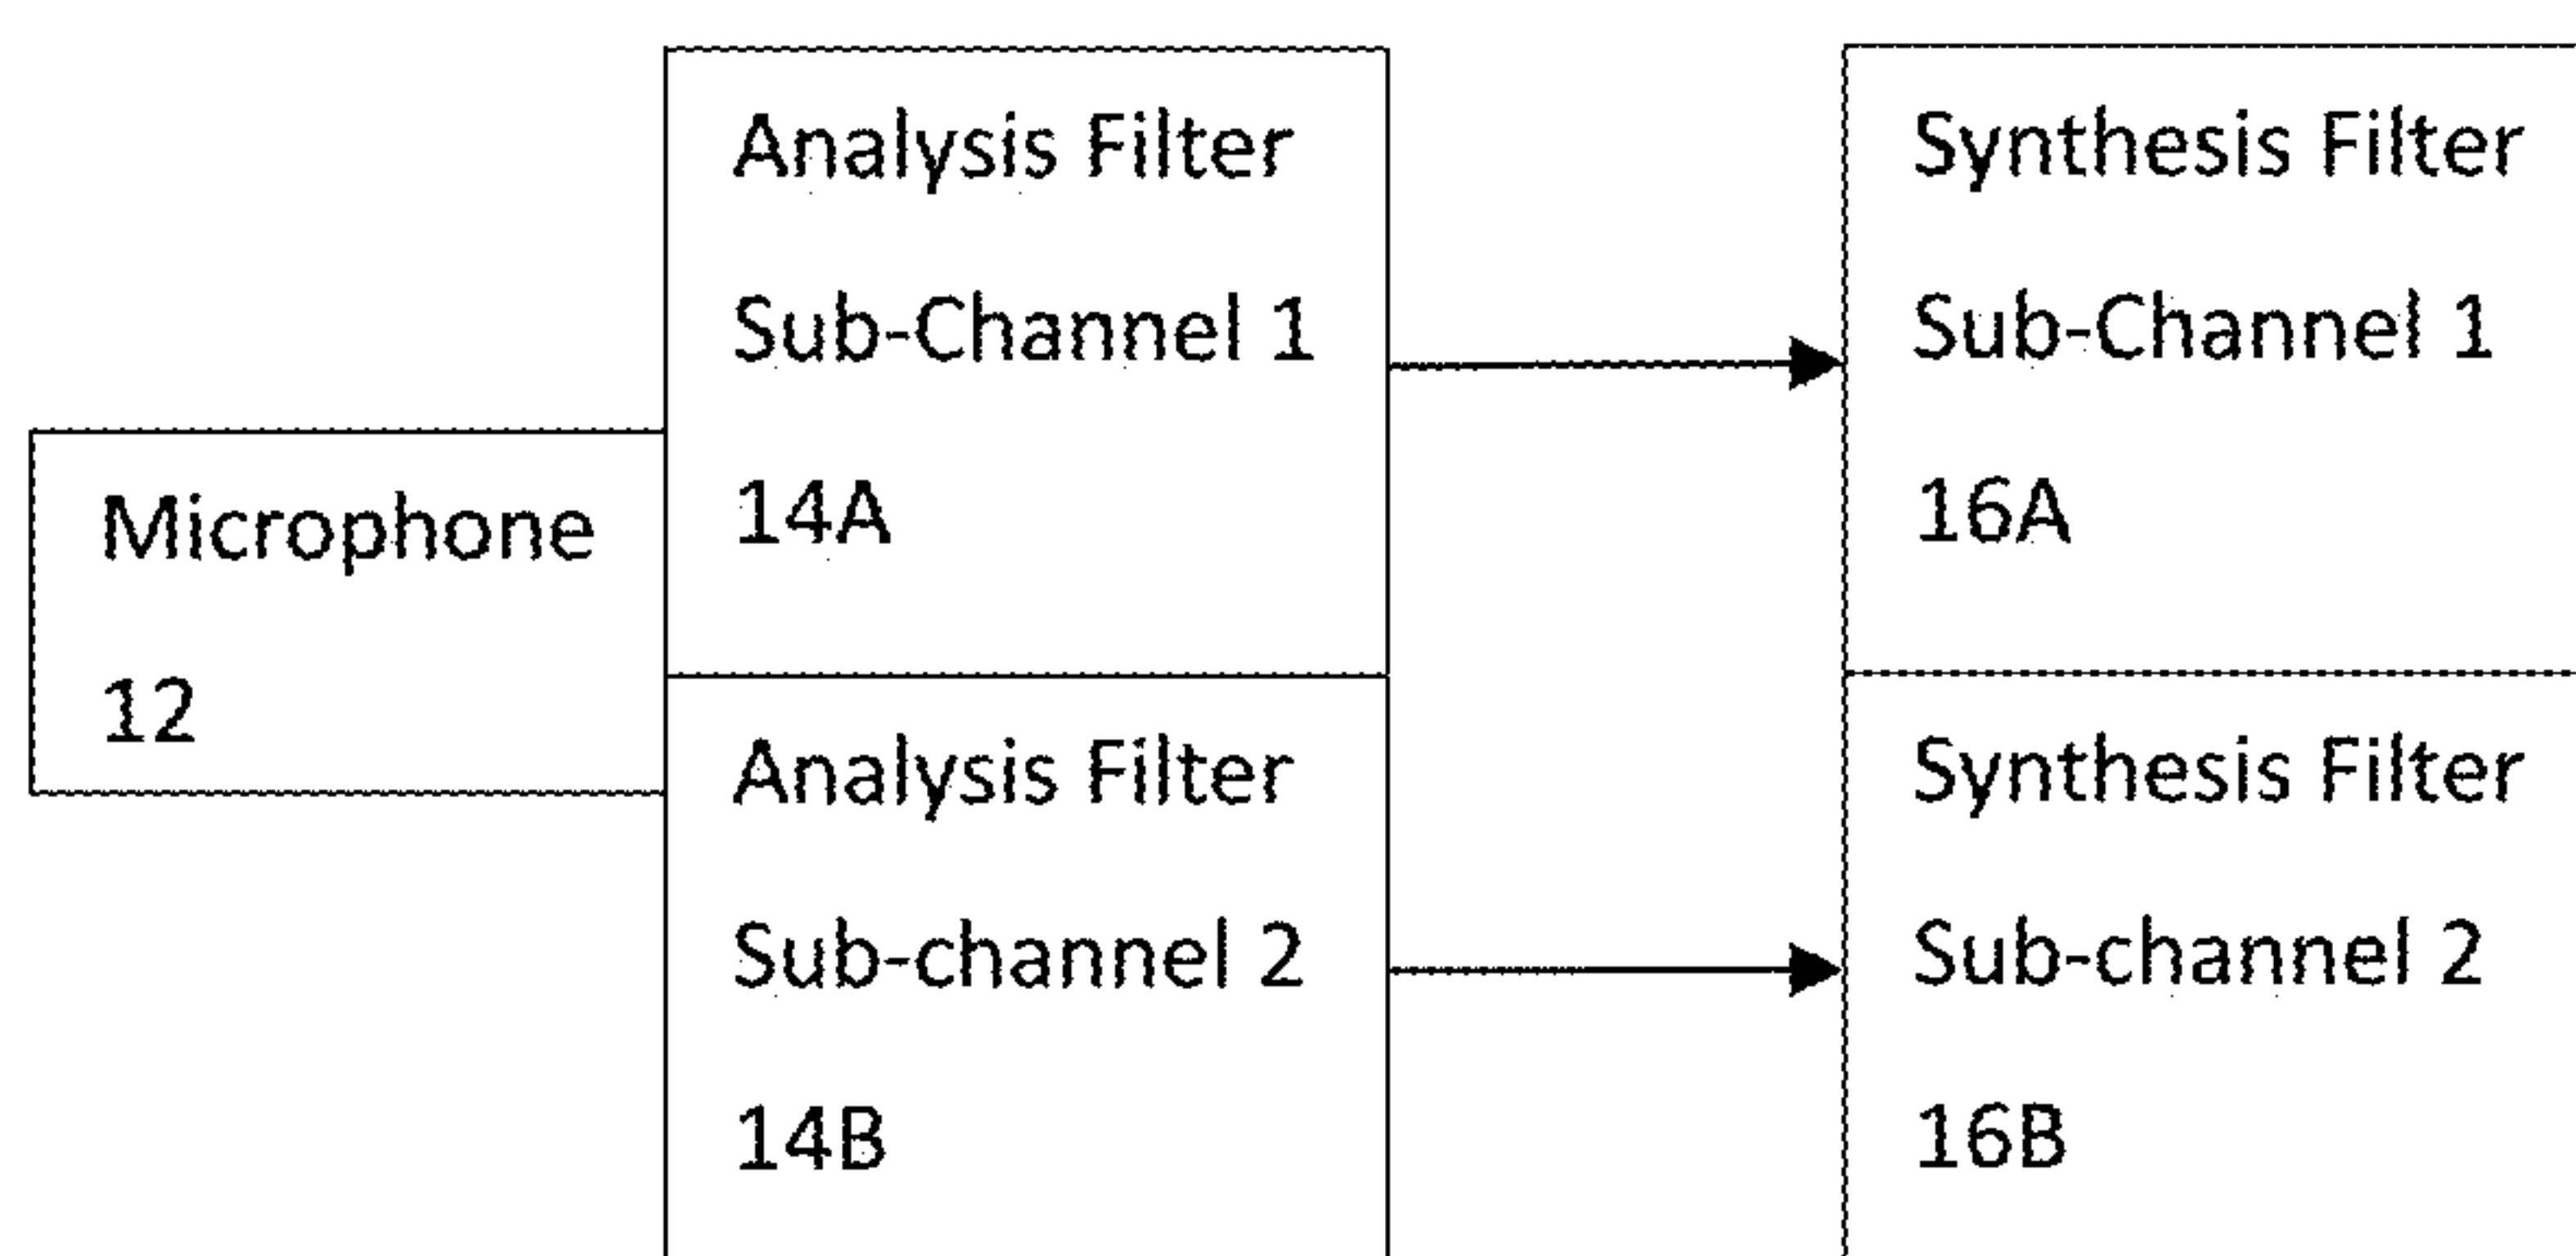 Analysis Filter
Sub-Channel 1
14A
Synthesis Filter
Sub-Channel 1
16A
Microphone
12
Analysis Filter
Sub-channel 2
14B
Synthesis Filter
Sub-channel 2
16B